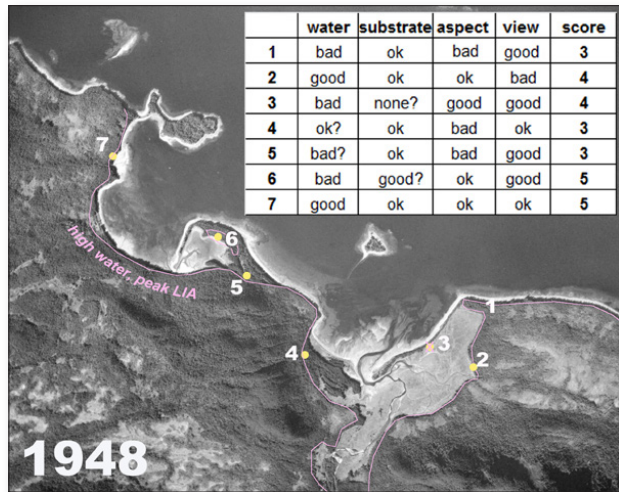 water substrate aspect view score
1 bad ok bad good 3
2 good ok ok bad 4
3 bad none? good good 4
4 ok? ok bad ok 3
5 bad? ok bad good 3
6 bad good? ok good 5
7 good ok ok ok 5
7
6
high water, peak LIA
5
1
3
4
2
1948